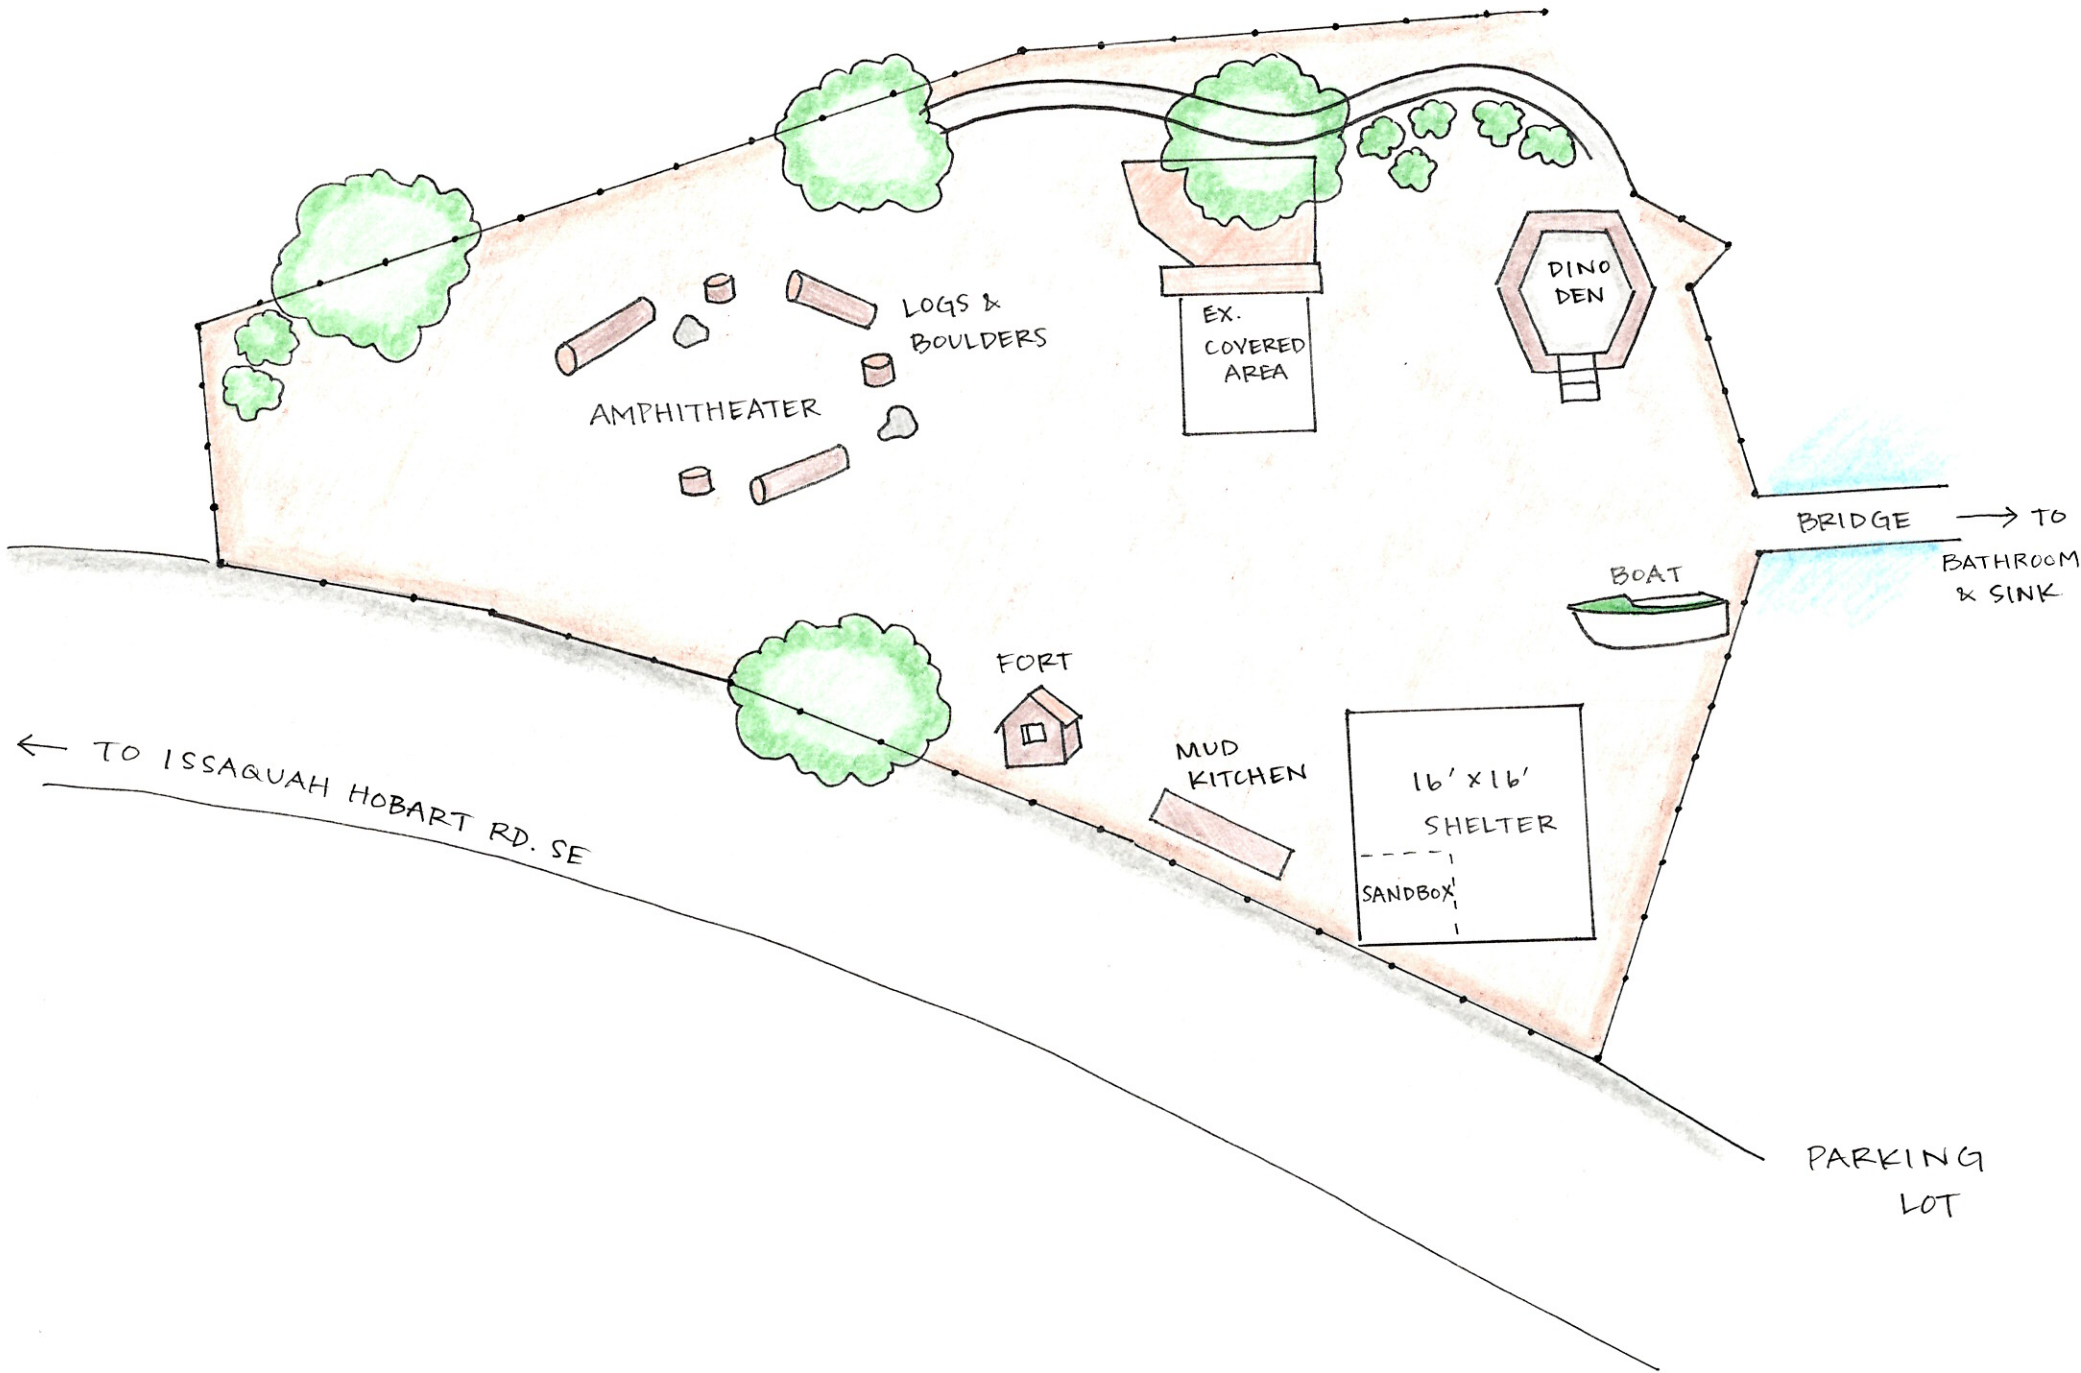 DINO
DEN
LOGS &
BOULDERS
EX.
COVERED
AREA
AMPHITHEATER
BRIDGE → TO
BATHROOM
& SINK
BOAT
FORT
MUD
KITCHEN
16' X 16'
SHELTER
SANDBOX
← TO ISSAQUAH HOBART RD. SE
PARKING
LOT